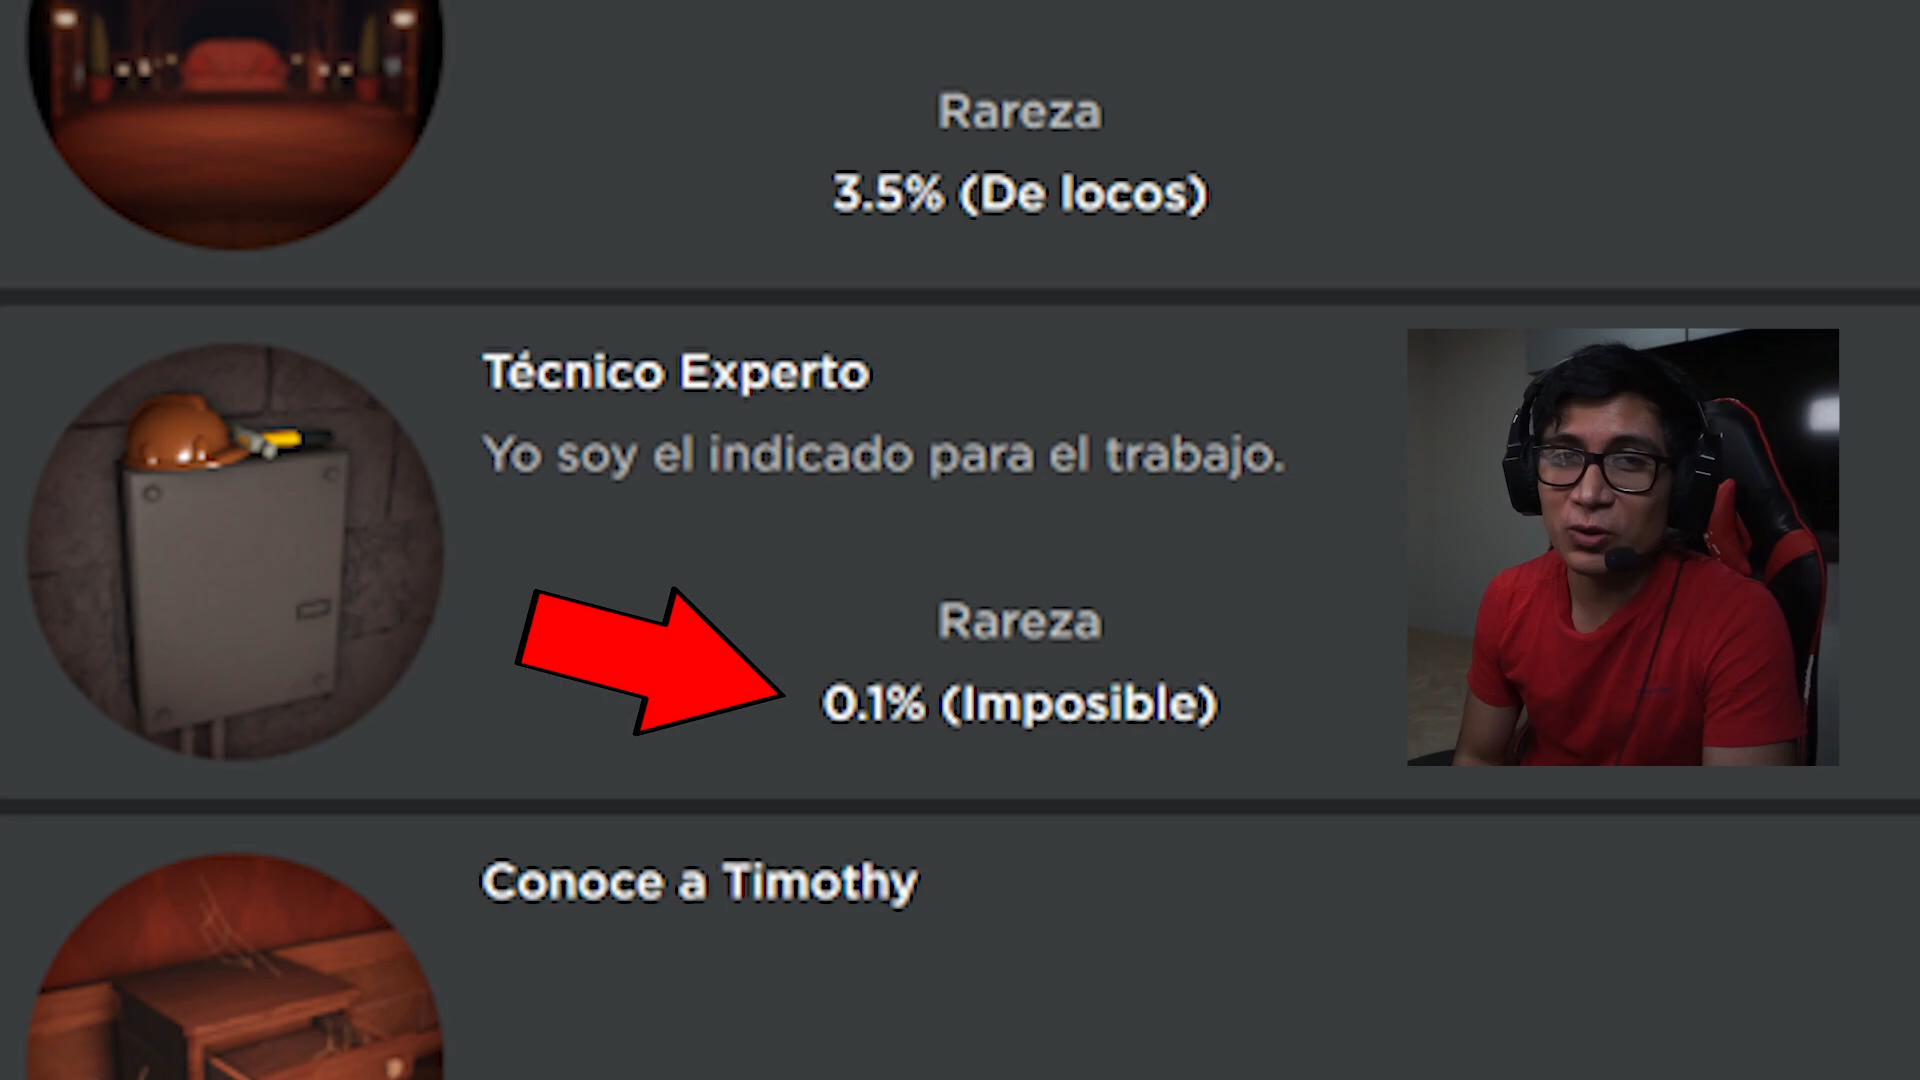 Rareza
3.5% (De locos)
Técnico Experto
Yo soy el indicado para el trabajo.
Rareza
0.1% (Imposible)
Conoce a Timothy